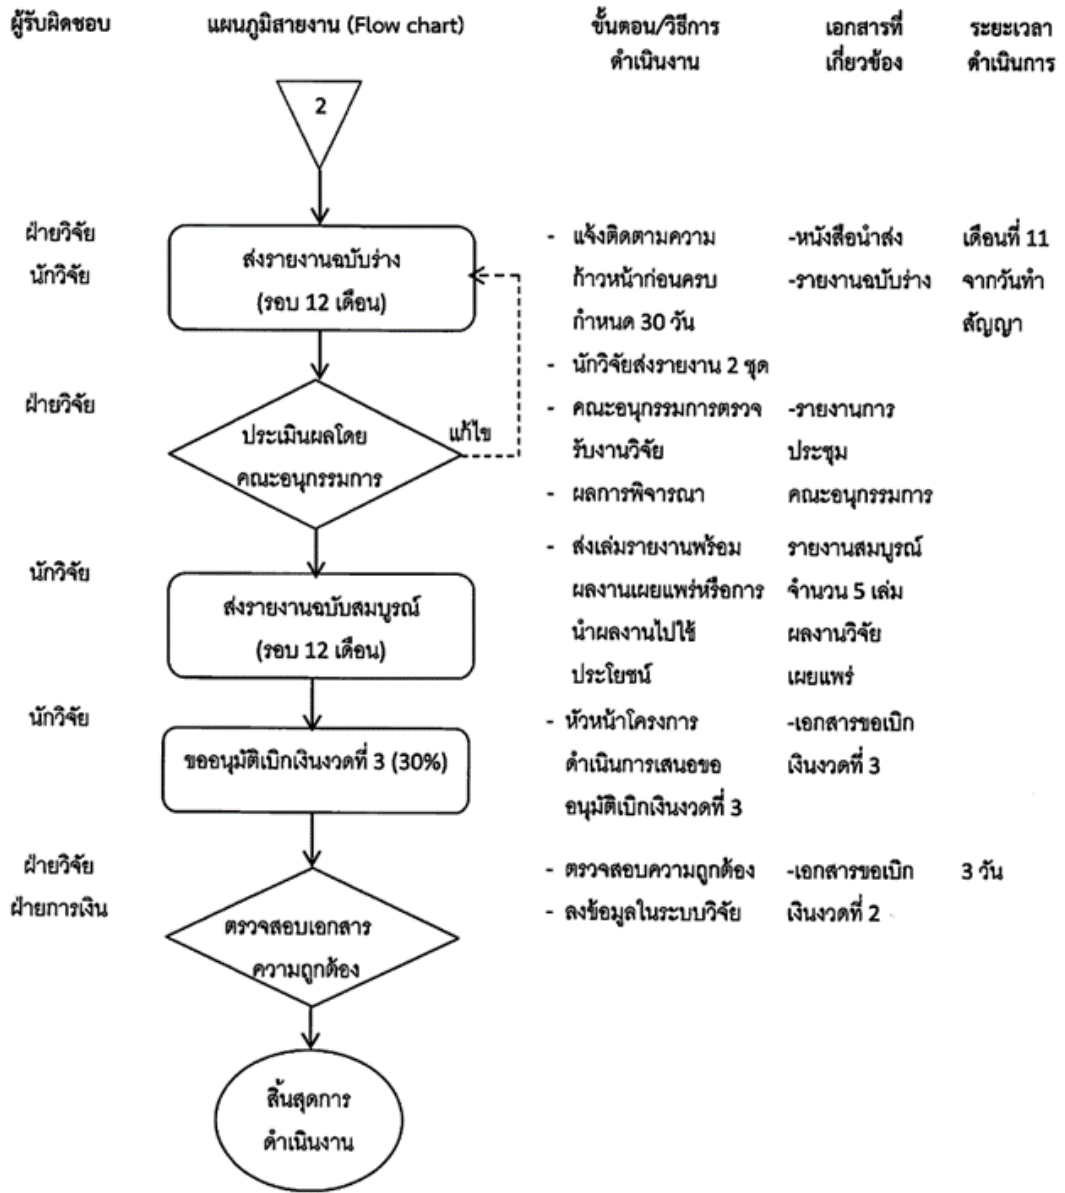 ผู้รับผิดชอบ
แผนภูมิสายงาน (Flow chart)
ขั้นตอน/วิธีการ
ดำเนินงาน
เอกสารที่
เกี่ยวข้อง
ระยะเวลา
ดำเนินการ
2
ฝ่ายวิจัย
นักวิจัย
ส่งรายงานฉบับร่าง
(รอบ 12 เดือน)
- แจ้งติดตามความ
ก้าวหน้าก่อนครบ
กำหนด 30 วัน
- นักวิจัยส่งรายงาน 2 ชุด
-หนังสือนำส่ง
-รายงานฉบับร่าง
เดือนที่ 11
จากวันทำ
สัญญา
ฝ่ายวิจัย
ประเมินผลโดย
คณะอนุกรรมการ
แก้ไข
- คณะอนุกรรมการตรวจ
รับงานวิจัย
- ผลการพิจารณา
-รายงานการ
ประชุม
คณะอนุกรรมการ
นักวิจัย
ส่งรายงานฉบับสมบูรณ์
(รอบ 12 เดือน)
- ส่งเล่มรายงานพร้อม
ผลงานเผยแพร่หรือการ
นำผลงานไปใช้
ประโยชน์
รายงานสมบูรณ์
จำนวน 5 เล่ม
ผลงานวิจัย
เผยแพร่
นักวิจัย
ขออนุมัติเบิกเงินงวดที่ 3 (30%)
- หัวหน้าโครงการ
ดำเนินการเสนอขอ
อนุมัติเบิกเงินงวดที่ 3
-เอกสารขอเบิก
เงินงวดที่ 3
ฝ่ายวิจัย
ฝ่ายการเงิน
ตรวจสอบเอกสาร
ความถูกต้อง
- ตรวจสอบความถูกต้อง
- ลงข้อมูลในระบบวิจัย
-เอกสารขอเบิก
เงินงวดที่ 2
3 วัน
สิ้นสุดการ
ดำเนินงาน